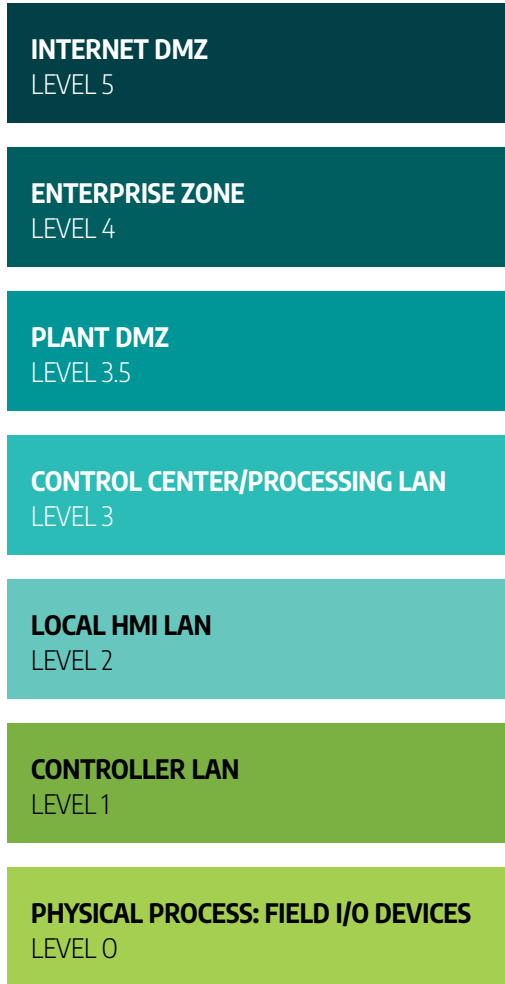 INTERNET DMZ
LEVEL 5
ENTERPRISE ZONE
LEVEL 4
PLANT DMZ
LEVEL 3.5
CONTROL CENTER/PROCESSING LAN
LEVEL 3
LOCAL HMI LAN
LEVEL 2
CONTROLLER LAN
LEVEL 1
PHYSICAL PROCESS: FIELD I/O DEVICES
LEVEL 0